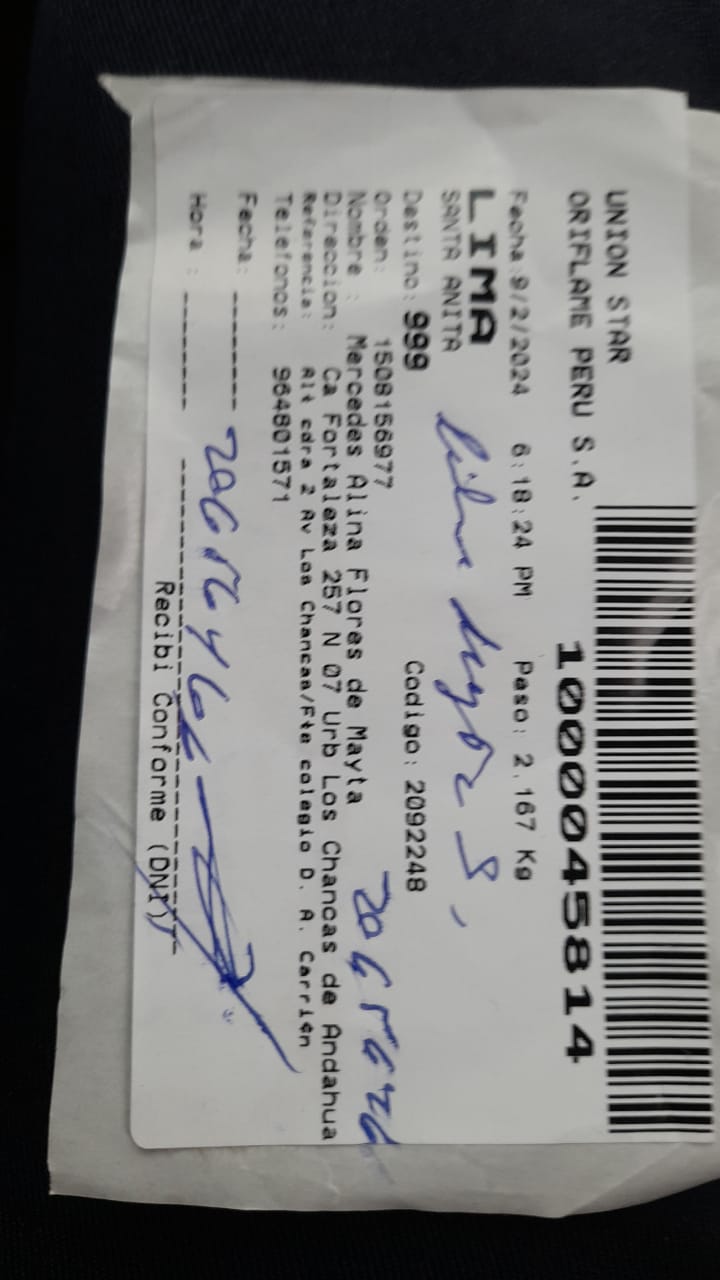 UNION STAR
ORIFLAME PERU S.A.
1000045814
Fecha:9/2/2024 6:18:24 PM Peso: 2.167 Kg
LIMA
SANTA ANITA
Destino: 999 Codigo: 2092248
Orden: 1508156977
Nombre : Mercedes Alina Flores de Mayta
Direccion: Ca Fortaleza 257 N 07 Urb Los Chancas de Andahua
Referencia: Alt cdra 2 Av Los Chancas/Fte colegio D. A. Carrión
Telefonos: 964801571
Fecha: --------
Hora : --------
Recibi Conforme (DNI)